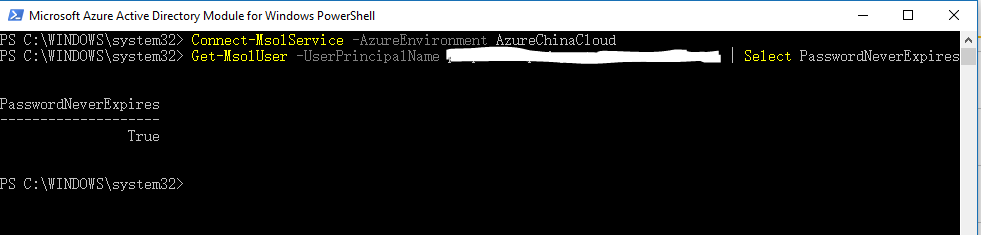 Microsoft Azure Active Directory Module for Windows PowerShell
PS C:\WINDOWS\system32> Connect-MsolService -AzureEnvironment AzureChinaCloud
PS C:\WINDOWS\system32> Get-MsolUser -UserPrincipalName | Select PasswordNeverExpires
PasswordNeverExpires
--------------------
True
PS C:\WINDOWS\system32>